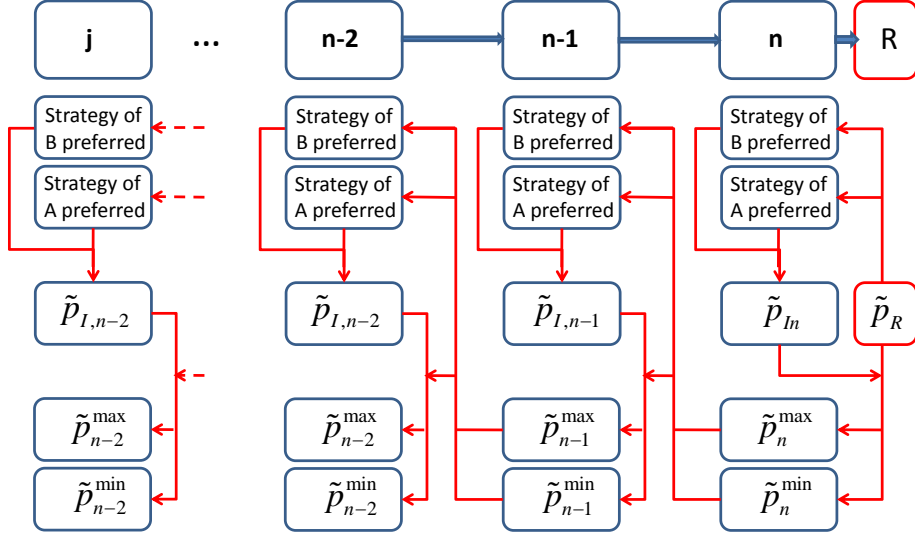 j ... n-2 n-1 n R
Strategy of Strategy of Strategy of Strategy of
B preferred B preferred B preferred B preferred
Strategy of Strategy of Strategy of Strategy of
A preferred A preferred A preferred A preferred
p̃_{I,n-2} p̃_{I,n-2} p̃_{I,n-1} p̃_{In} p̃_R
p̃_{n-2}^{max} p̃_{n-2}^{max} p̃_{n-1}^{max} p̃_n^{max}
p̃_{n-2}^{min} p̃_{n-2}^{min} p̃_{n-1}^{min} p̃_n^{min}